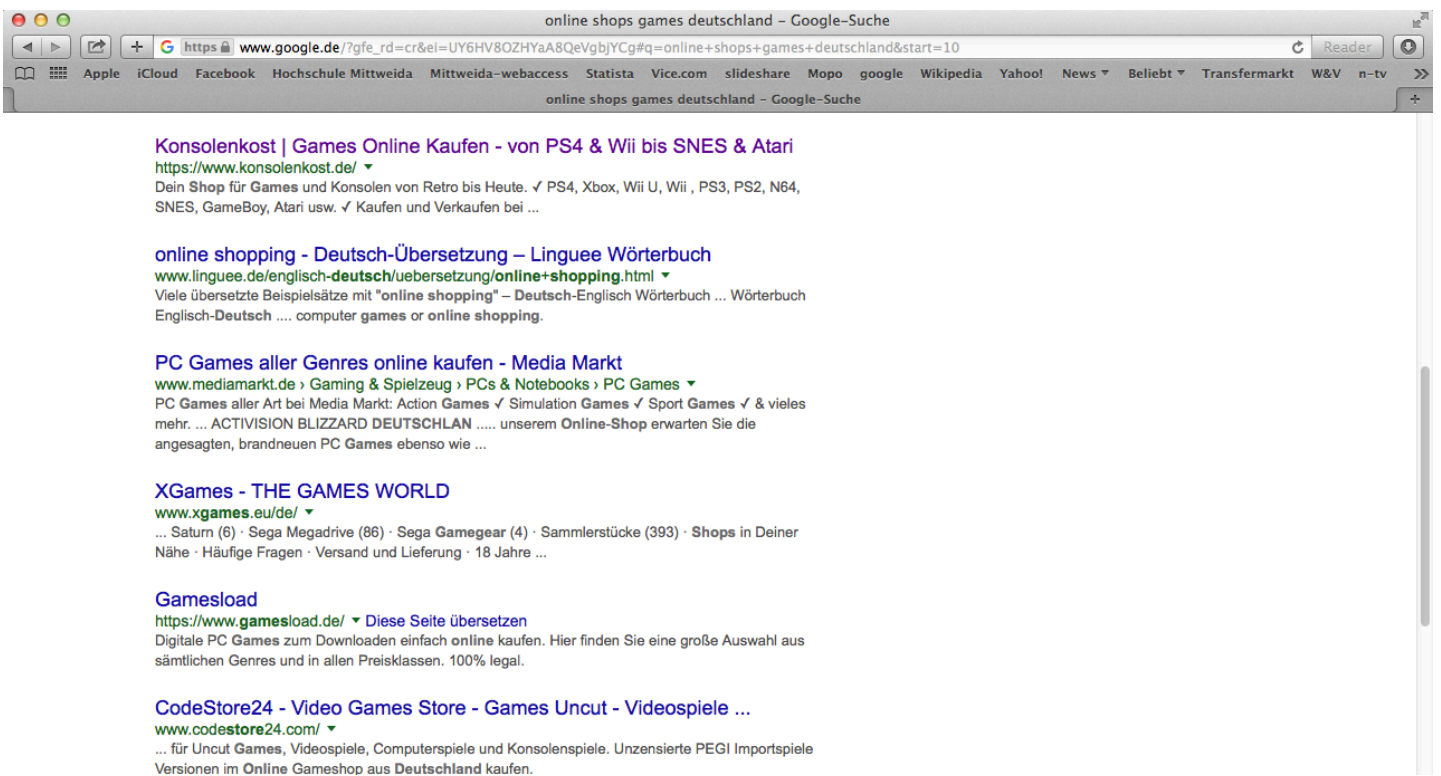 online shops games deutschland – Google-Suche
https www.google.de/?gfe_rd=cr&ei=UY6HV8OZHYaA8QeVgbjYCg#q=online+shops+games+deutschland&start=10
Reader
Apple iCloud Facebook Hochschule Mittweida Mittweida-webaccess Statista Vice.com slideshare Mopo google Wikipedia Yahoo! News Beliebt Transfermarkt W&V n-tv
online shops games deutschland – Google-Suche
Konsolenkost | Games Online Kaufen - von PS4 & Wii bis SNES & Atari
https://www.konsolenkost.de/
Dein Shop für Games und Konsolen von Retro bis Heute. ✓ PS4, Xbox, Wii U, Wii , PS3, PS2, N64,
SNES, GameBoy, Atari usw. ✓ Kaufen und Verkaufen bei ...
online shopping - Deutsch-Übersetzung – Linguee Wörterbuch
www.linguee.de/englisch-deutsch/uebersetzung/online+shopping.html
Viele übersetzte Beispielsätze mit "online shopping" – Deutsch-Englisch Wörterbuch ... Wörterbuch
Englisch-Deutsch .... computer games or online shopping.
PC Games aller Genres online kaufen - Media Markt
www.mediamarkt.de › Gaming & Spielzeug › PCs & Notebooks › PC Games
PC Games aller Art bei Media Markt: Action Games ✓ Simulation Games ✓ Sport Games ✓ & vieles
mehr. ... ACTIVISION BLIZZARD DEUTSCHLAN ..... unserem Online-Shop erwarten Sie die
angesagten, brandneuen PC Games ebenso wie ...
XGames - THE GAMES WORLD
www.xgames.eu/de/
... Saturn (6) · Sega Megadrive (86) · Sega Gamegear (4) · Sammlerstücke (393) · Shops in Deiner
Nähe · Häufige Fragen · Versand und Lieferung · 18 Jahre ...
Gamesload
https://www.gamesload.de/ Diese Seite übersetzen
Digitale PC Games zum Downloaden einfach online kaufen. Hier finden Sie eine große Auswahl aus
sämtlichen Genres und in allen Preisklassen. 100% legal.
CodeStore24 - Video Games Store - Games Uncut - Videospiele ...
www.codestore24.com/
... für Uncut Games, Videospiele, Computerspiele und Konsolenspiele. Unzensierte PEGI Importspiele
Versionen im Online Gameshop aus Deutschland kaufen.